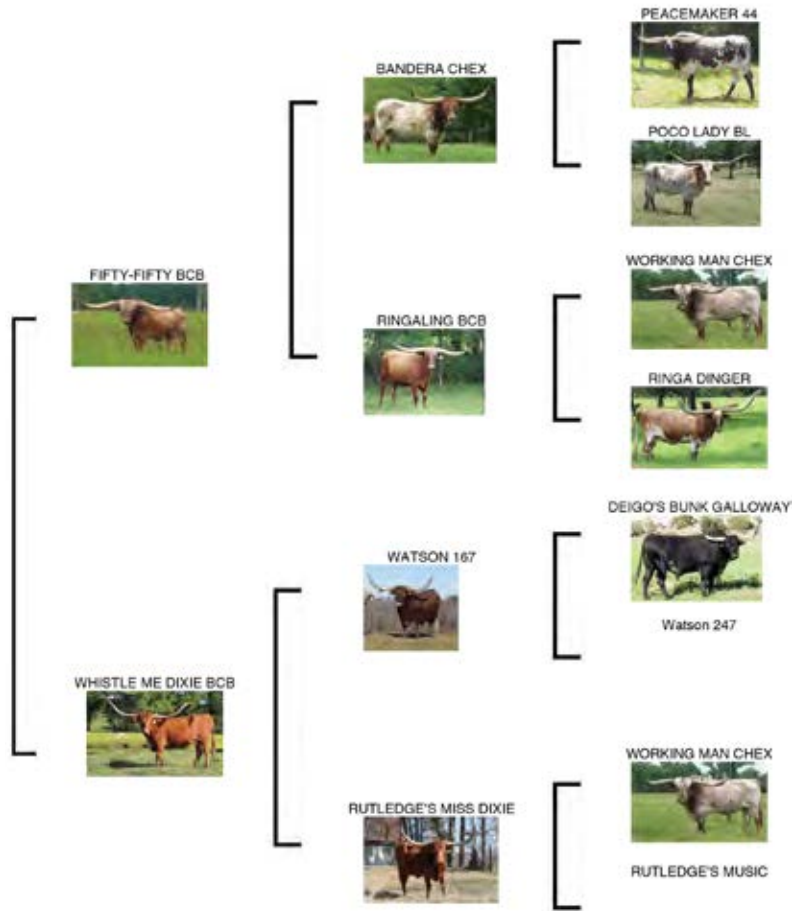 PEACEMAKER 44
BANDERA CHEX
POCO LADY BL
FIFTY-FIFTY BCB
WORKING MAN CHEX
RINGALING BCB
RINGA DINGER
DEIGO'S BUNK GALLOWAY
WATSON 167
Watson 247
WHISTLE ME DIXIE BCB
WORKING MAN CHEX
RUTLEDGE'S MISS DIXIE
RUTLEDGE'S MUSIC